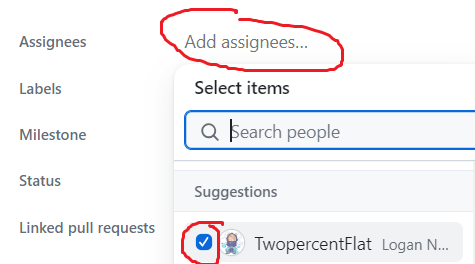 Assignees
Add assignees...
Labels
Select items
Search people
Milestone
Status
Suggestions
Linked pull requests
TwopercentFlat Logan N...